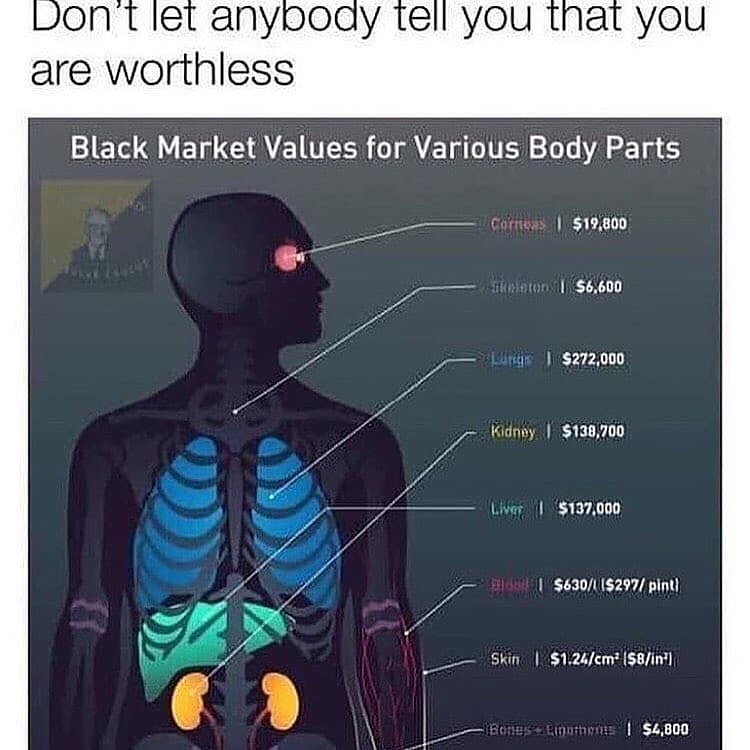 Don't let anybody tell you that you
are worthless
Black Market Values for Various Body Parts
Corneas | $19,800
Skeleton | $6,600
Lungs | $272,000
Kidney | $138,700
Liver | $137,000
Blood | $630/l ($297/pint)
Skin | $1.24/cm² ($8/in²)
Bones + Ligaments | $4,800